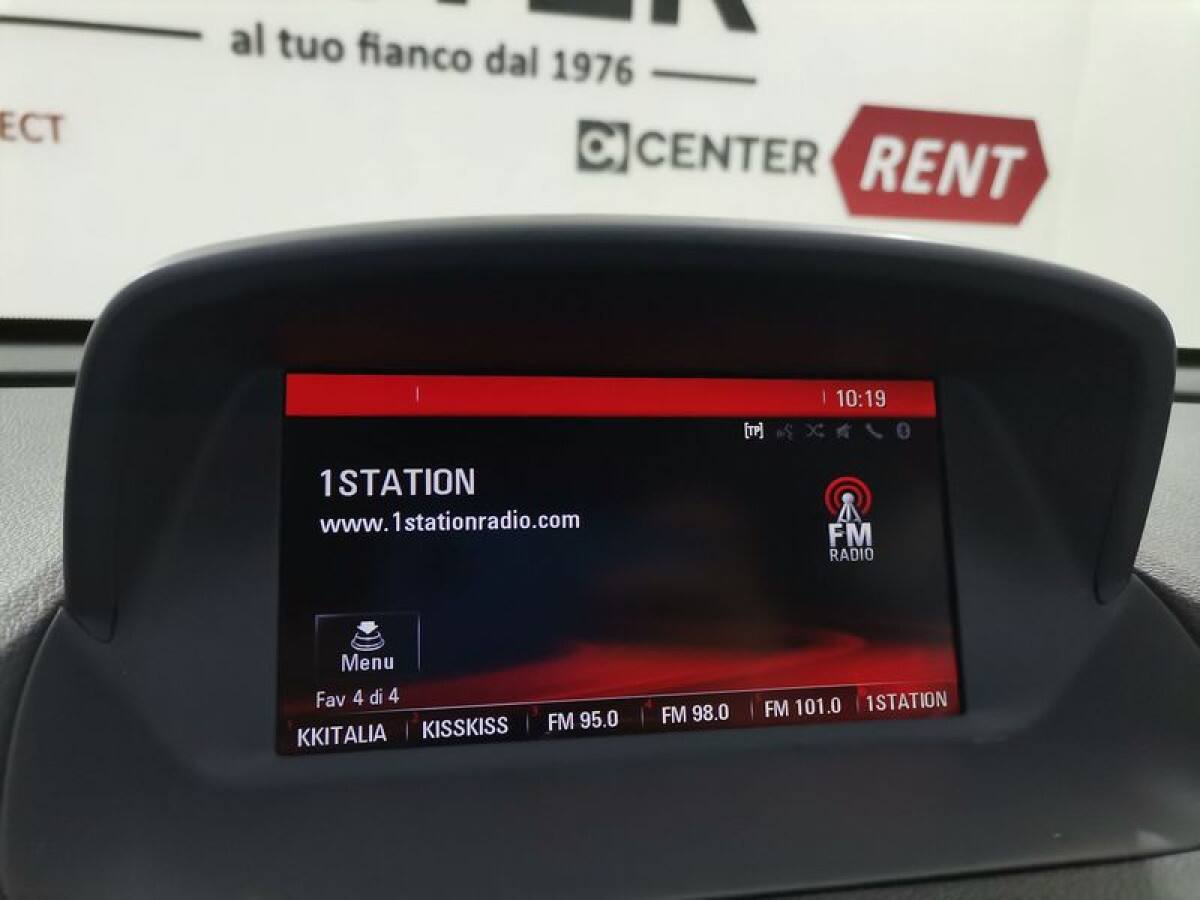 al tuo fianco dal 1976
ECT
CENTER RENT
10:19
[TP]
1STATION
www.1stationradio.com
FM
RADIO
Menu
Fav 4 di 4
KKITALIA KISSKISS FM 95.0 FM 98.0 FM 101.0 1STATION